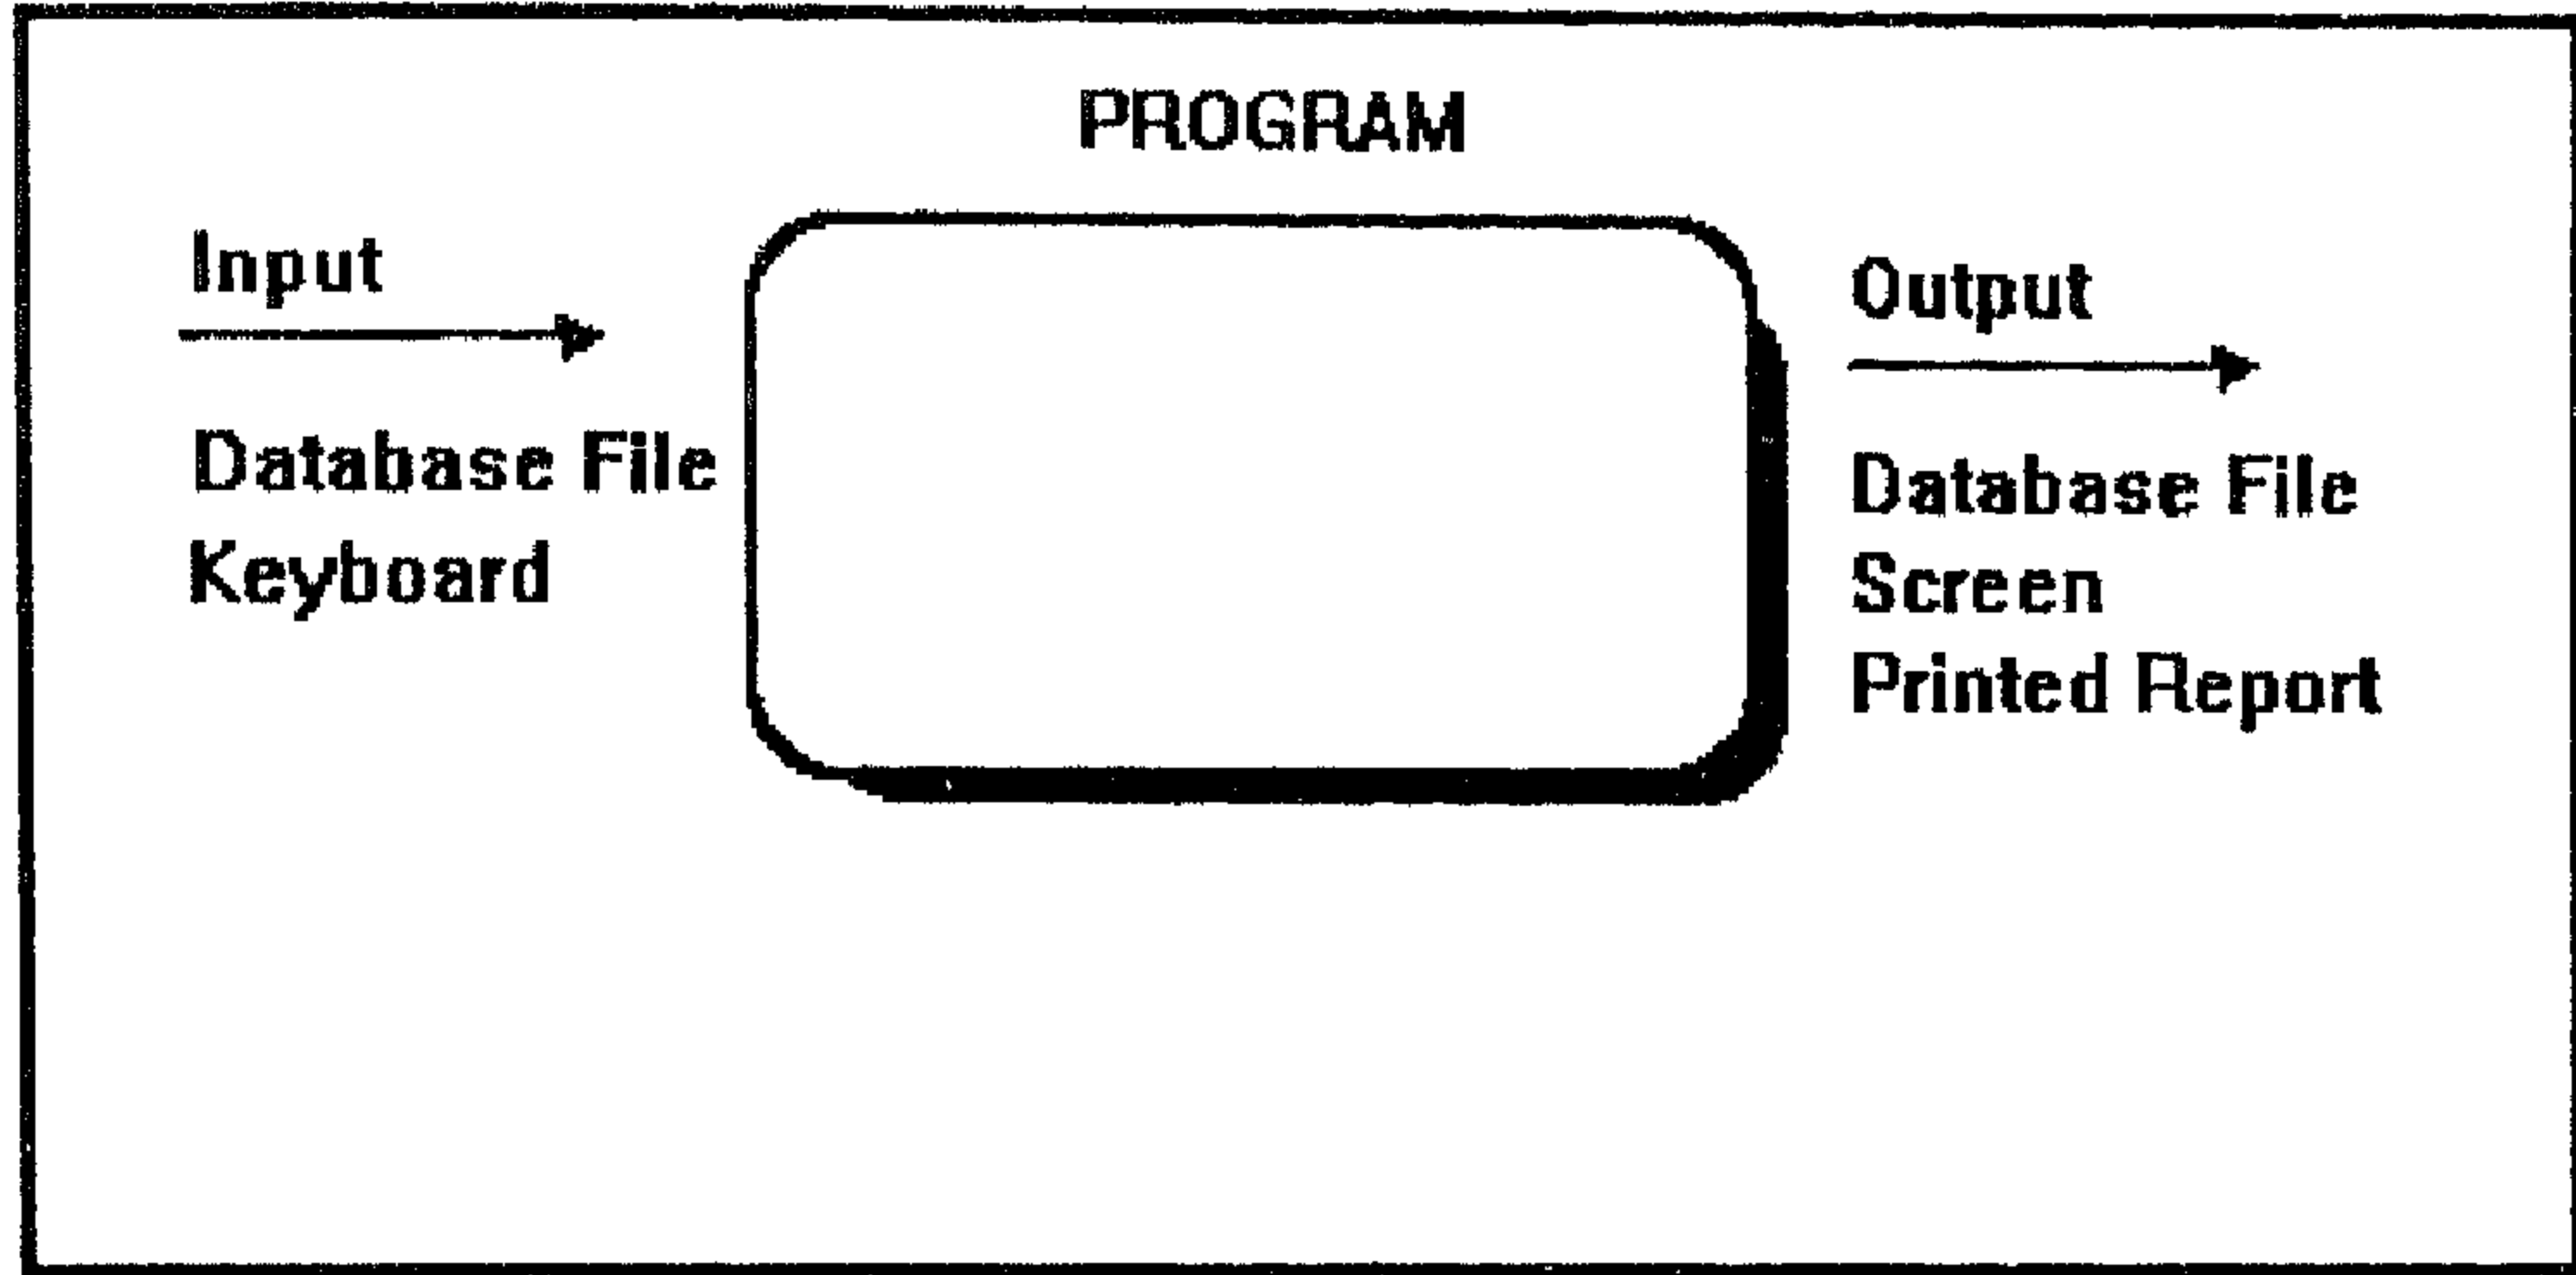 PROGRAM
Input
Database File
Keyboard
Output
Database File
Screen
Printed Report